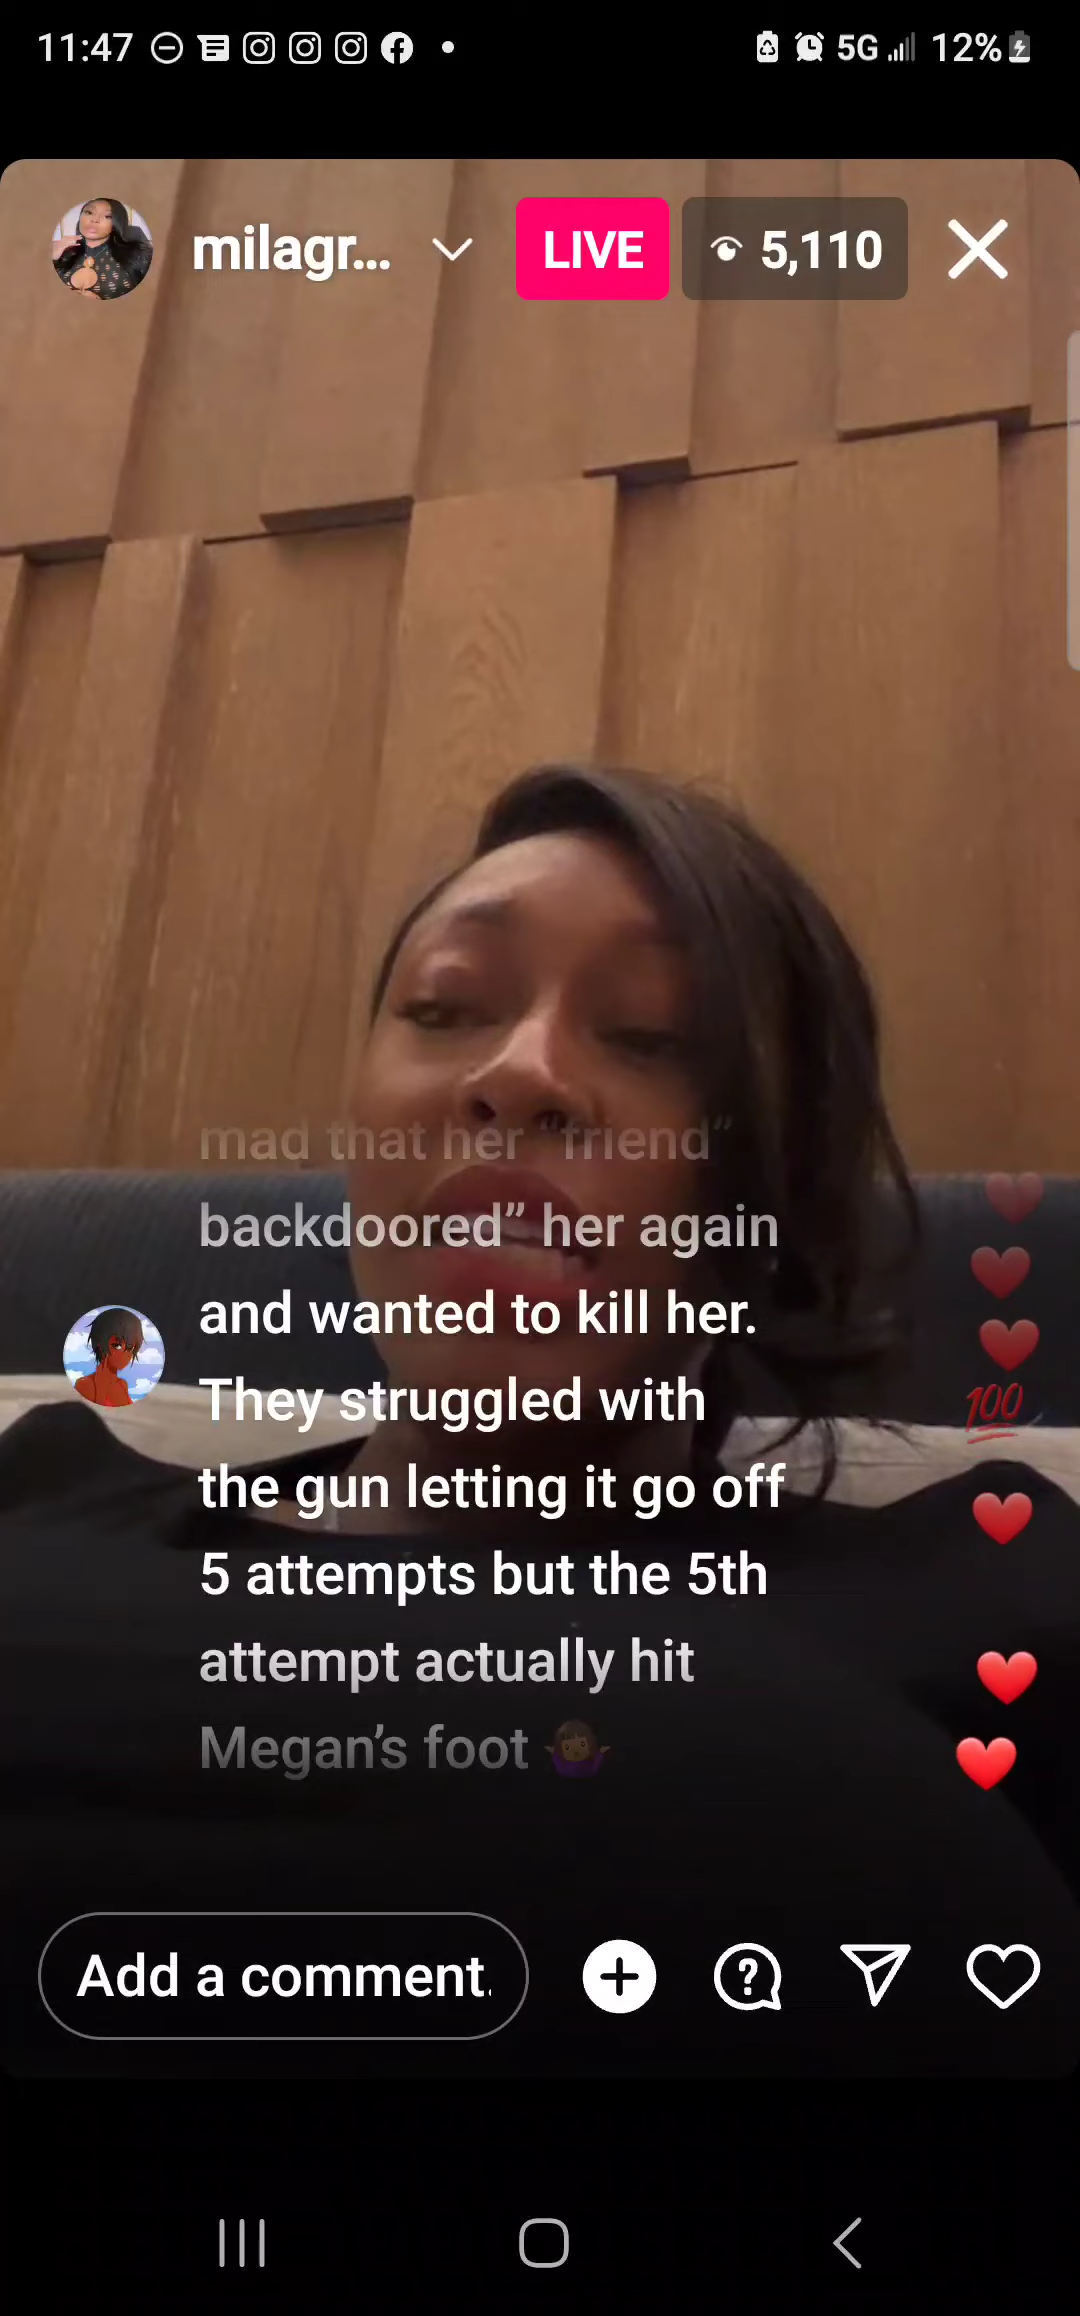 11:47 5G 12%
milagr... LIVE 5,110
mad that her “friend”
backdoored” her again
and wanted to kill her.
They struggled with
the gun letting it go off
5 attempts but the 5th
attempt actually hit
Megan’s foot 🤷🏾‍♀️
💯
Add a comment.